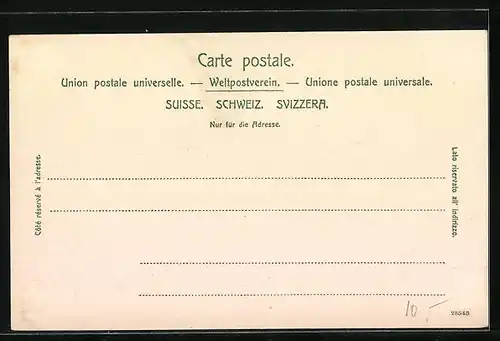 Carte postale.
Union postale universelle. — Weltpostverein. — Unione postale universale.
SUISSE. SCHWEIZ. SVIZZERA.
Nur für die Adresse.
Côté réservé à l'adresse.
Lato riservato all' indirizzo.
10.-
28543